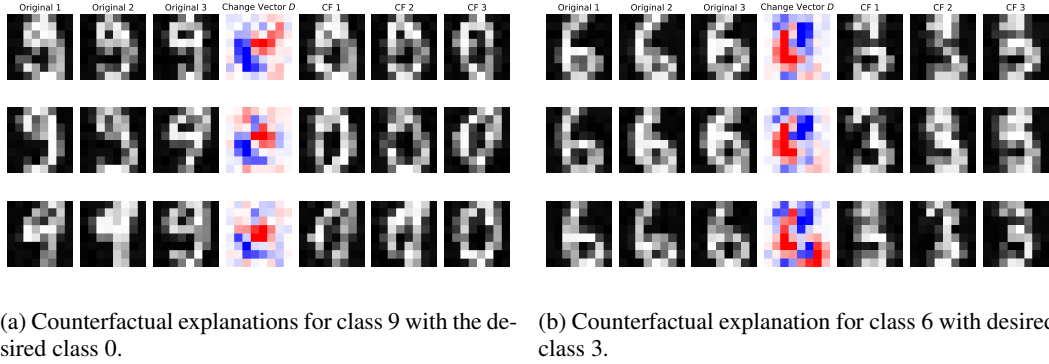 Original 1 Original 2 Original 3 Change Vector D CF 1 CF 2 CF 3
Original 1 Original 2 Original 3 Change Vector D CF 1 CF 2 CF 3
(a) Counterfactual explanations for class 9 with the de-
sired class 0.
(b) Counterfactual explanation for class 6 with desired
class 3.